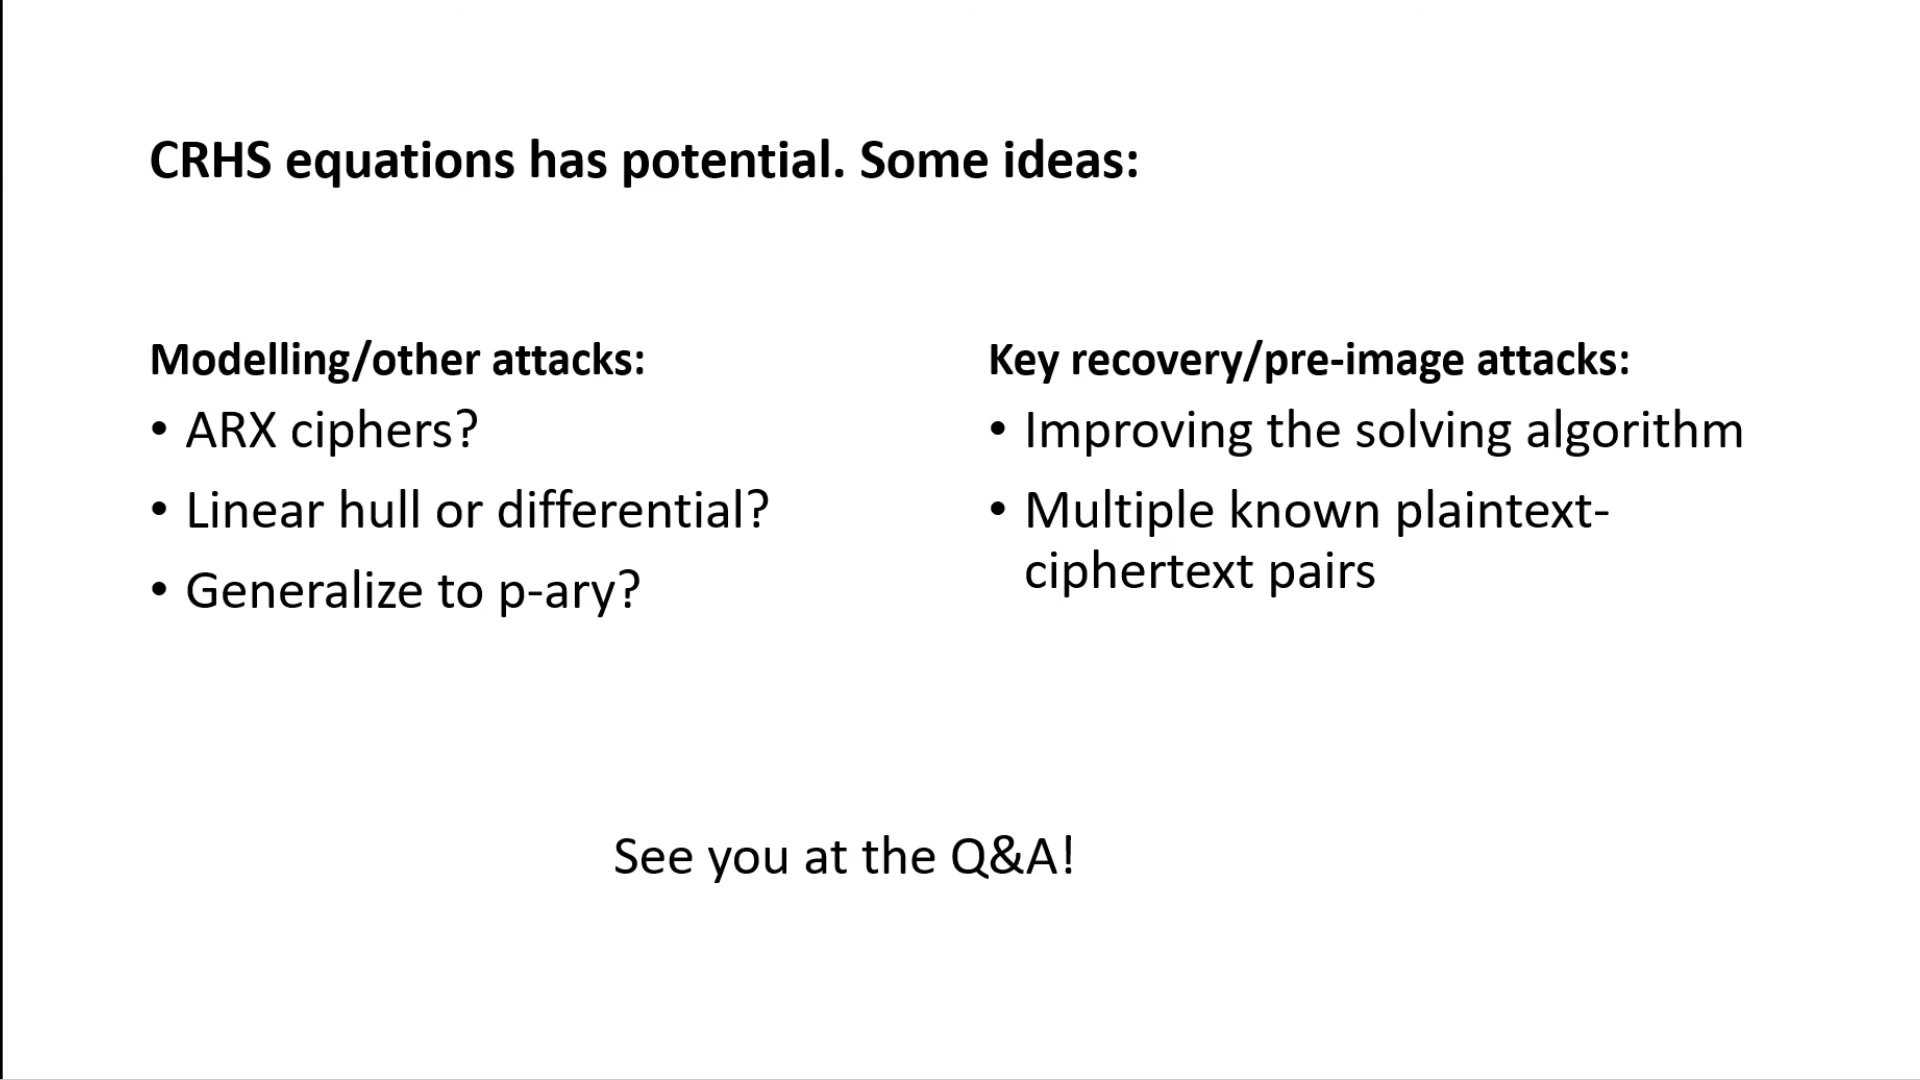 CRHS equations has potential. Some ideas:
Modelling/other attacks:
• ARX ciphers?
• Linear hull or differential?
• Generalize to p-ary?
Key recovery/pre-image attacks:
• Improving the solving algorithm
• Multiple known plaintext-
ciphertext pairs
See you at the Q&A!